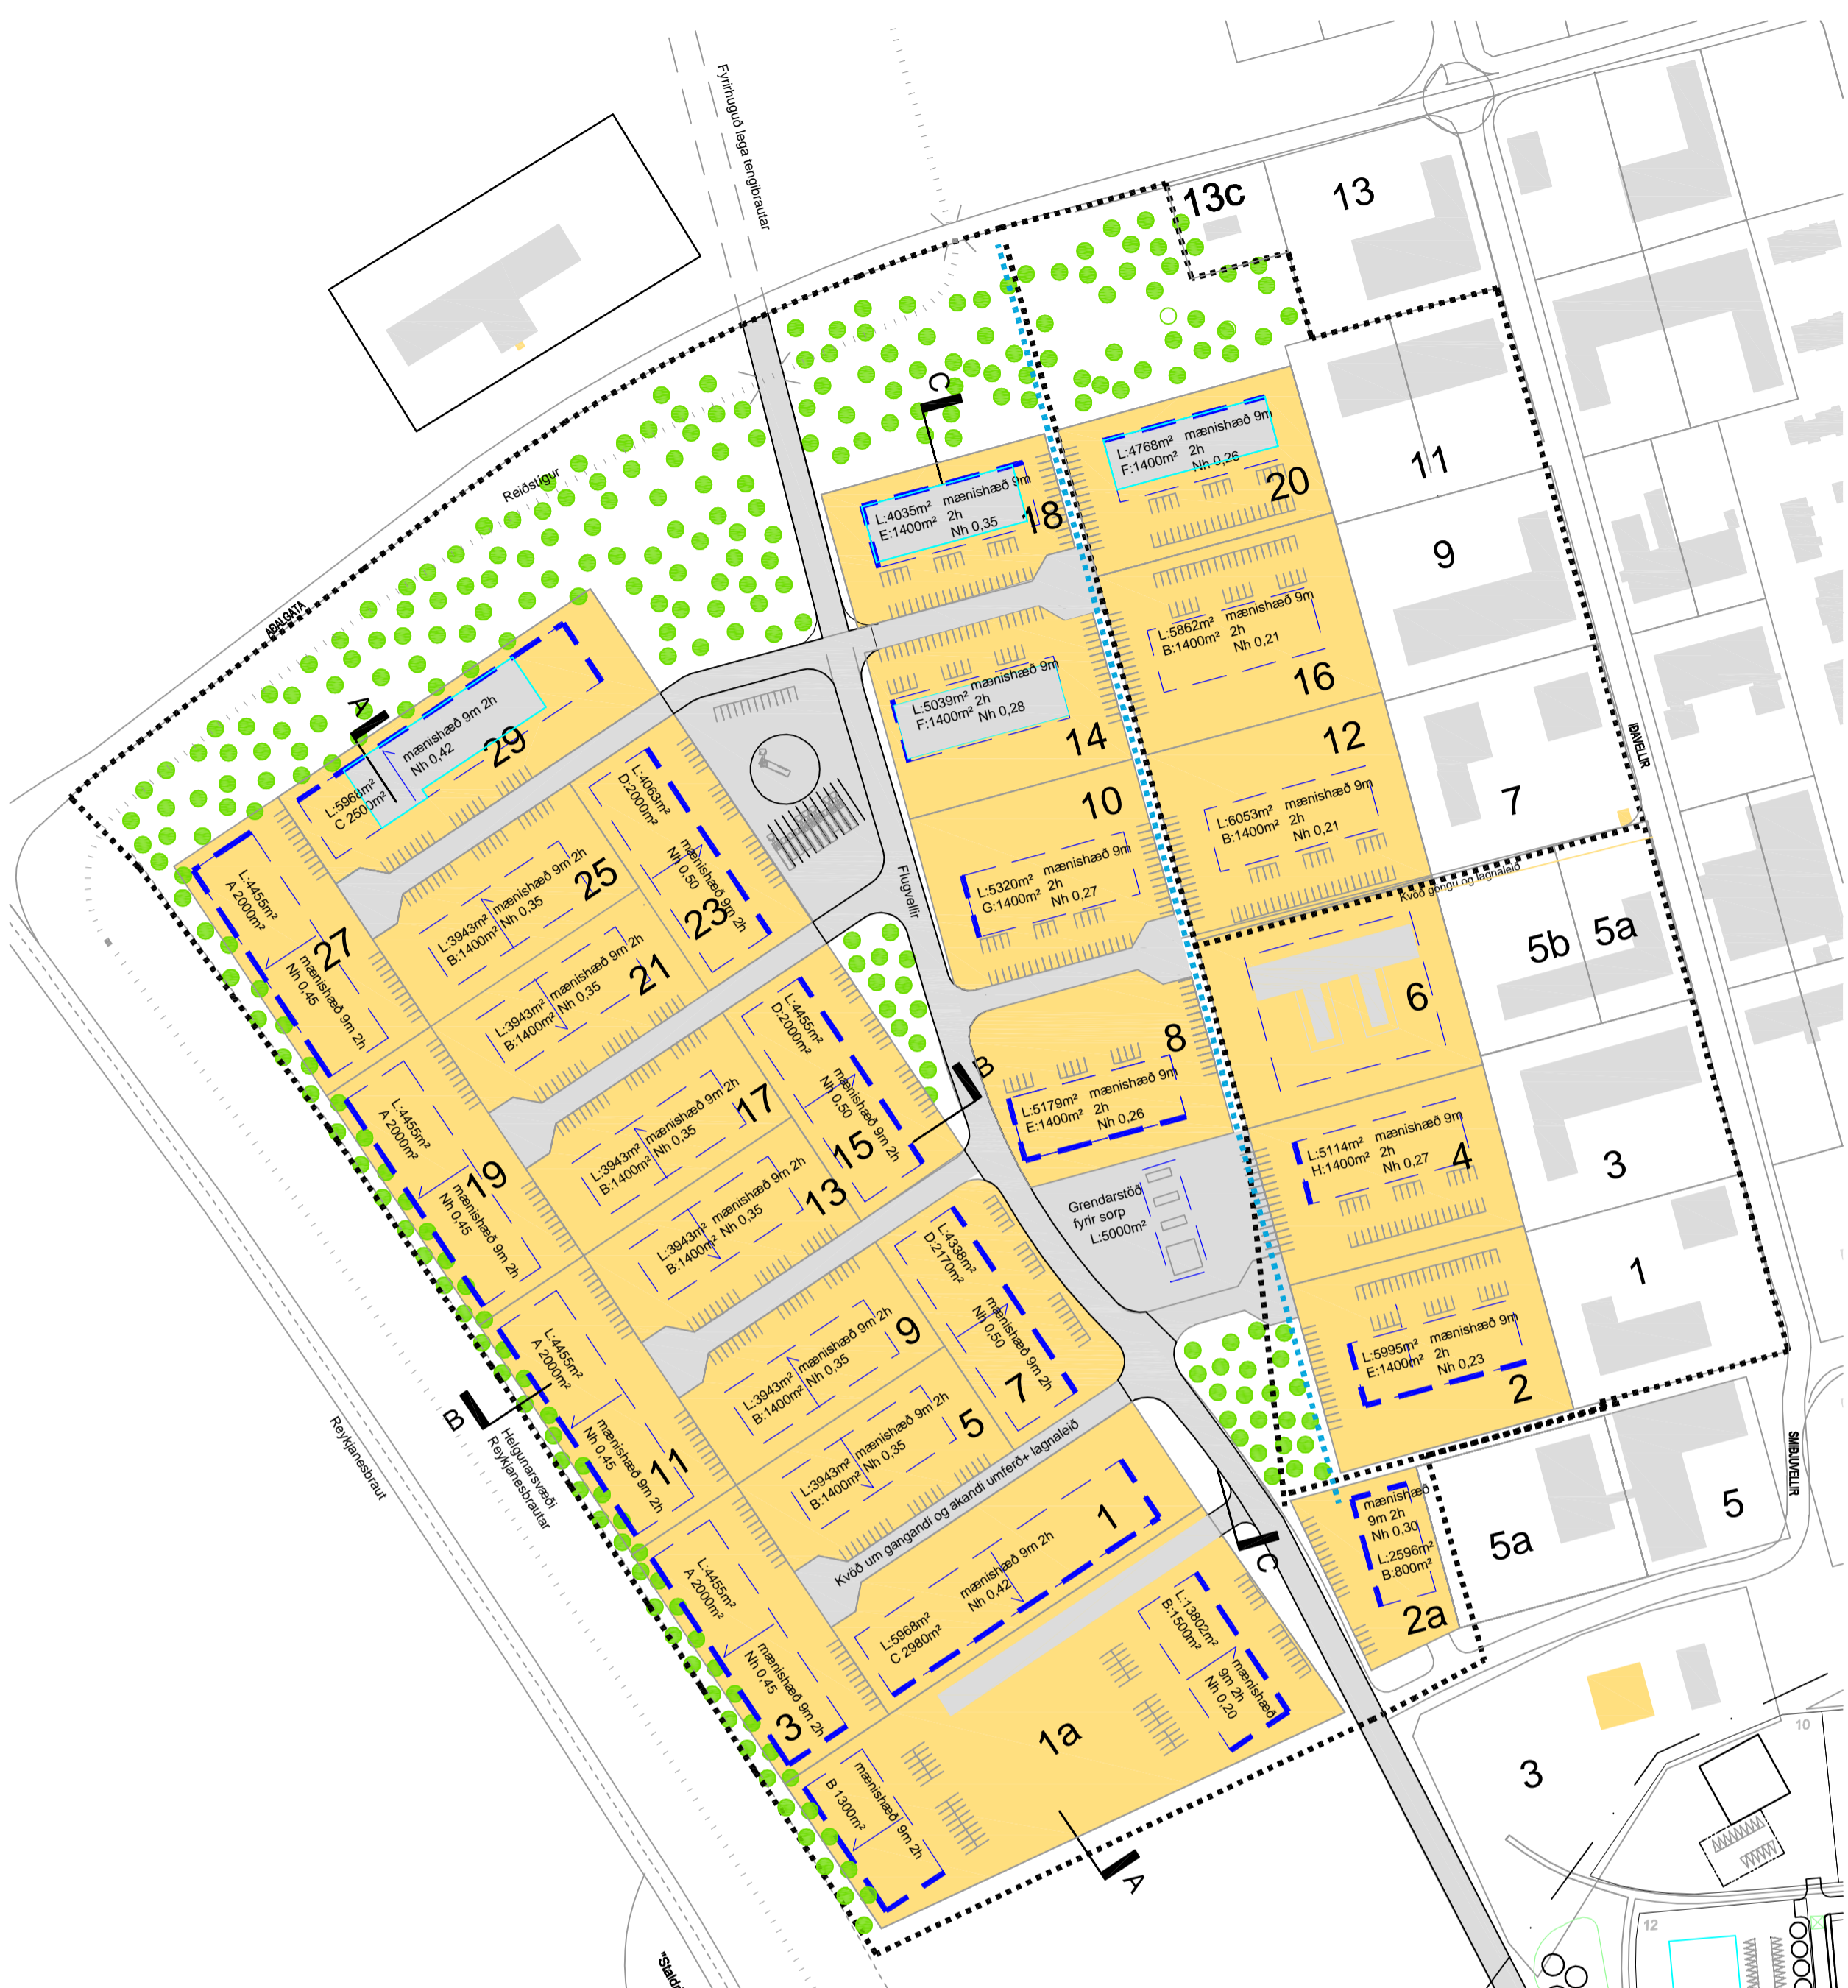 Fyrirhuguð lega tengibrautar
13c
13
11
9
7
5b
5a
3
1
5
5a
3
10
12
Reiðstígur
AÐALGATA
C
L:4035m² mænishæð 9m
E:1400m² 2h
Nh 0,35
18
L:4768m² mænishæð 9m
F:1400m² 2h
Nh 0,26
20
L:5862m² mænishæð 9m
B:1400m² 2h
Nh 0,21
16
L:5039m² mænishæð 9m
F:1400m² 2h
Nh 0,28
14
12
L:6053m² mænishæð 9m
B:1400m² 2h
Nh 0,21
10
L:5320m² mænishæð 9m
G:1400m² 2h
Nh 0,27
IÐAVELLIR
Kvöð göngu og lagnaleið
Flugvellir
A
mænishæð 9m 2h
Nh 0,42
L:5968m²
C 2500m²
29
L:4063m²
D:2000m²
mænishæð 9m 2h
Nh 0,50
23
L:3943m² mænishæð 9m 2h
B:1400m² Nh 0,35
25
L:3943m² mænishæð 9m 2h
B:1400m² Nh 0,35
21
L:4455m²
A 2000m²
mænishæð 9m 2h
Nh 0,45
27
L:4455m²
A 2000m²
mænishæð 9m 2h
Nh 0,45
19
L:4455m²
D:2000m²
mænishæð 9m 2h
Nh 0,50
15
L:3943m² mænishæð 9m 2h
B:1400m² Nh 0,35
17
L:3943m² mænishæð 9m 2h
B:1400m² Nh 0,35
13
B
8
L:5179m² mænishæð 9m
E:1400m² 2h
Nh 0,26
6
L:5114m² mænishæð 9m
H:1400m² 2h
Nh 0,27
4
Grendarstöð
fyrir sorp
L:5000m²
L:5995m² mænishæð 9m
E:1400m² 2h
Nh 0,23
2
SMIÐJUVELLIR
mænishæð
9m 2h
Nh 0,30
L:2596m²
B:800m²
2a
L:4338m²
D:2170m²
mænishæð 9m 2h
Nh 0,50
7
L:3943m² mænishæð 9m 2h
B:1400m² Nh 0,35
9
L:3943m² mænishæð 9m 2h
B:1400m² Nh 0,35
5
L:4455m²
A 2000m²
mænishæð 9m 2h
Nh 0,45
11
B
Helgunarsvæði
Reykjanesbrautar
Reykjanesbraut
Kvöð um gangandi og akandi umferð+ lagnaleið
1
mænishæð 9m 2h
Nh 0,42
L:5968m²
C 2980m²
C
L:4455m²
A 2000m²
mænishæð 9m 2h
Nh 0,45
3
L:13802m²
B:1500m²
mænishæð
9m 2h
Nh 0,20
1a
mænishæð 9m 2h
B 1300m²
A